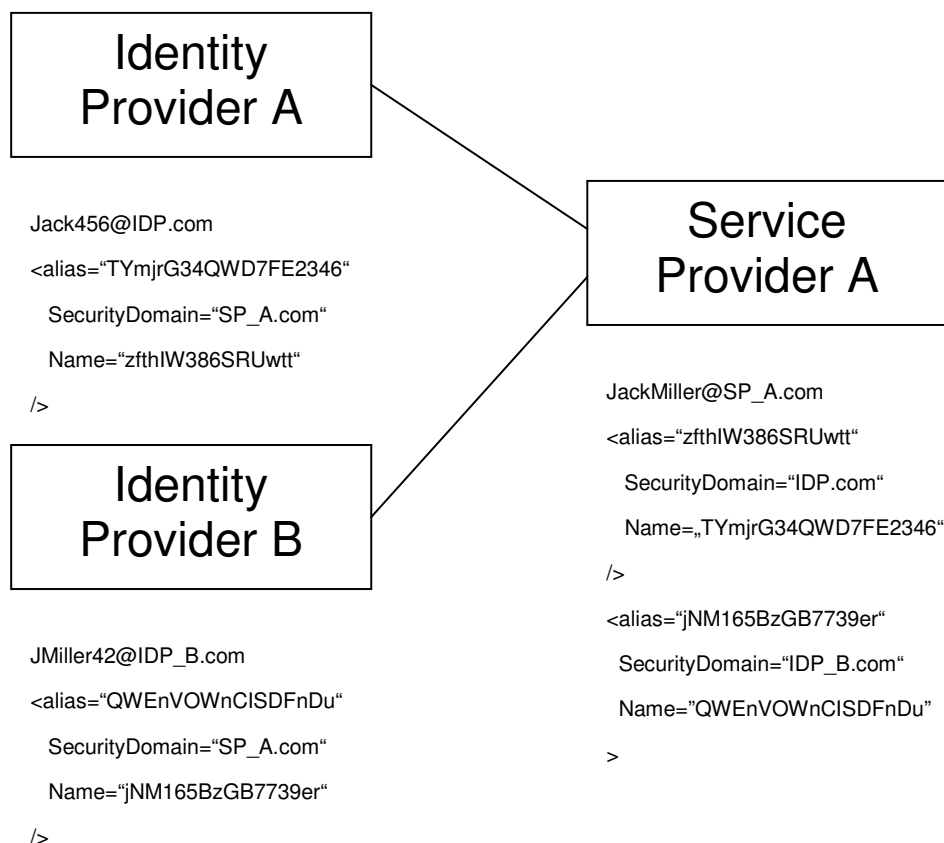 Identity
Provider A
Jack456@IDP.com
<alias=“TYmjrG34QWD7FE2346“
SecurityDomain=“SP_A.com“
Name=“zfthIW386SRUwtt“
/>
Identity
Provider B
JMiller42@IDP_B.com
<alias=“QWEnVOWnCISDFnDu“
SecurityDomain=“SP_A.com“
Name=“jNM165BzGB7739er“
/>
Service
Provider A
JackMiller@SP_A.com
<alias=“zfthIW386SRUwtt“
SecurityDomain=“IDP.com“
Name=„TYmjrG34QWD7FE2346“
/>
<alias=“jNM165BzGB7739er“
SecurityDomain=“IDP_B.com“
Name=”QWEnVOWnCISDFnDu”
>